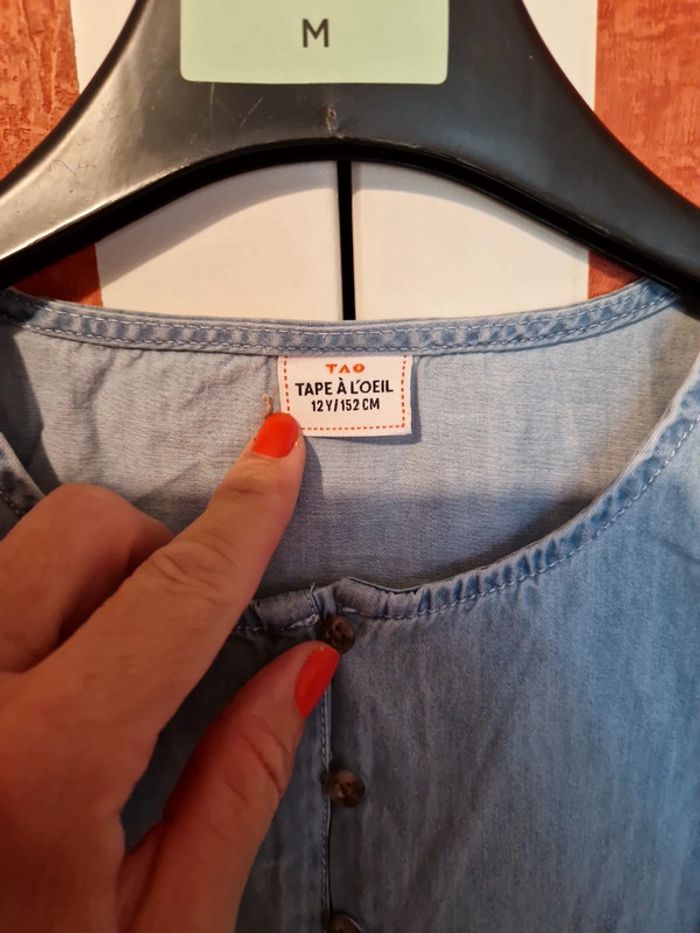 M
TAO
TAPE À L'OEIL
12Y/152 CM